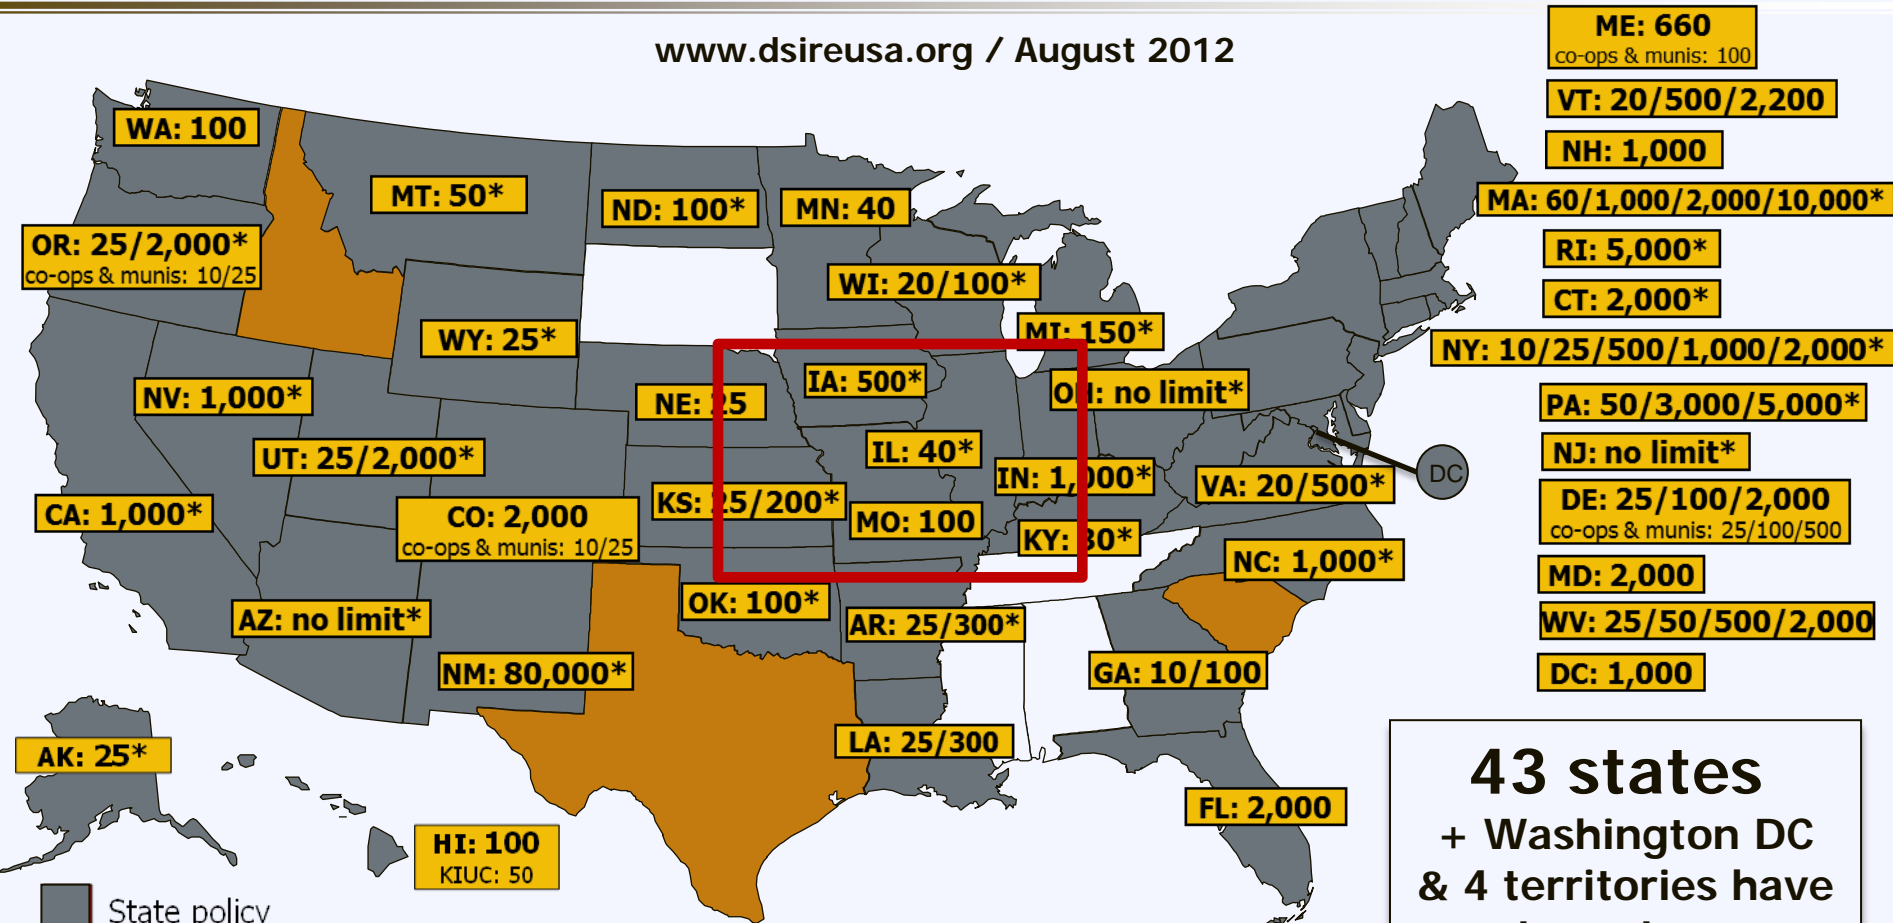 www.dsireusa.org / August 2012
ME: 660
co-ops & munis: 100
VT: 20/500/2,200
NH: 1,000
MA: 60/1,000/2,000/10,000*
RI: 5,000*
CT: 2,000*
NY: 10/25/500/1,000/2,000*
PA: 50/3,000/5,000*
NJ: no limit*
DE: 25/100/2,000
co-ops & munis: 25/100/500
MD: 2,000
WV: 25/50/500/2,000
DC: 1,000
WA: 100
MT: 50*
ND: 100*
MN: 40
OR: 25/2,000*
co-ops & munis: 10/25
WI: 20/100*
WY: 25*
MI: 150*
NV: 1,000*
NE: 25
IA: 500*
OH: no limit*
UT: 25/2,000*
IL: 40*
IN: 1,000*
VA: 20/500*
DC
CA: 1,000*
CO: 2,000
co-ops & munis: 10/25
KS: 25/200*
MO: 100
KY: 30*
NC: 1,000*
AZ: no limit*
OK: 100*
AR: 25/300*
NM: 80,000*
GA: 10/100
LA: 25/300
AK: 25*
HI: 100
KIUC: 50
FL: 2,000
State policy
43 states
+ Washington DC
& 4 territories have